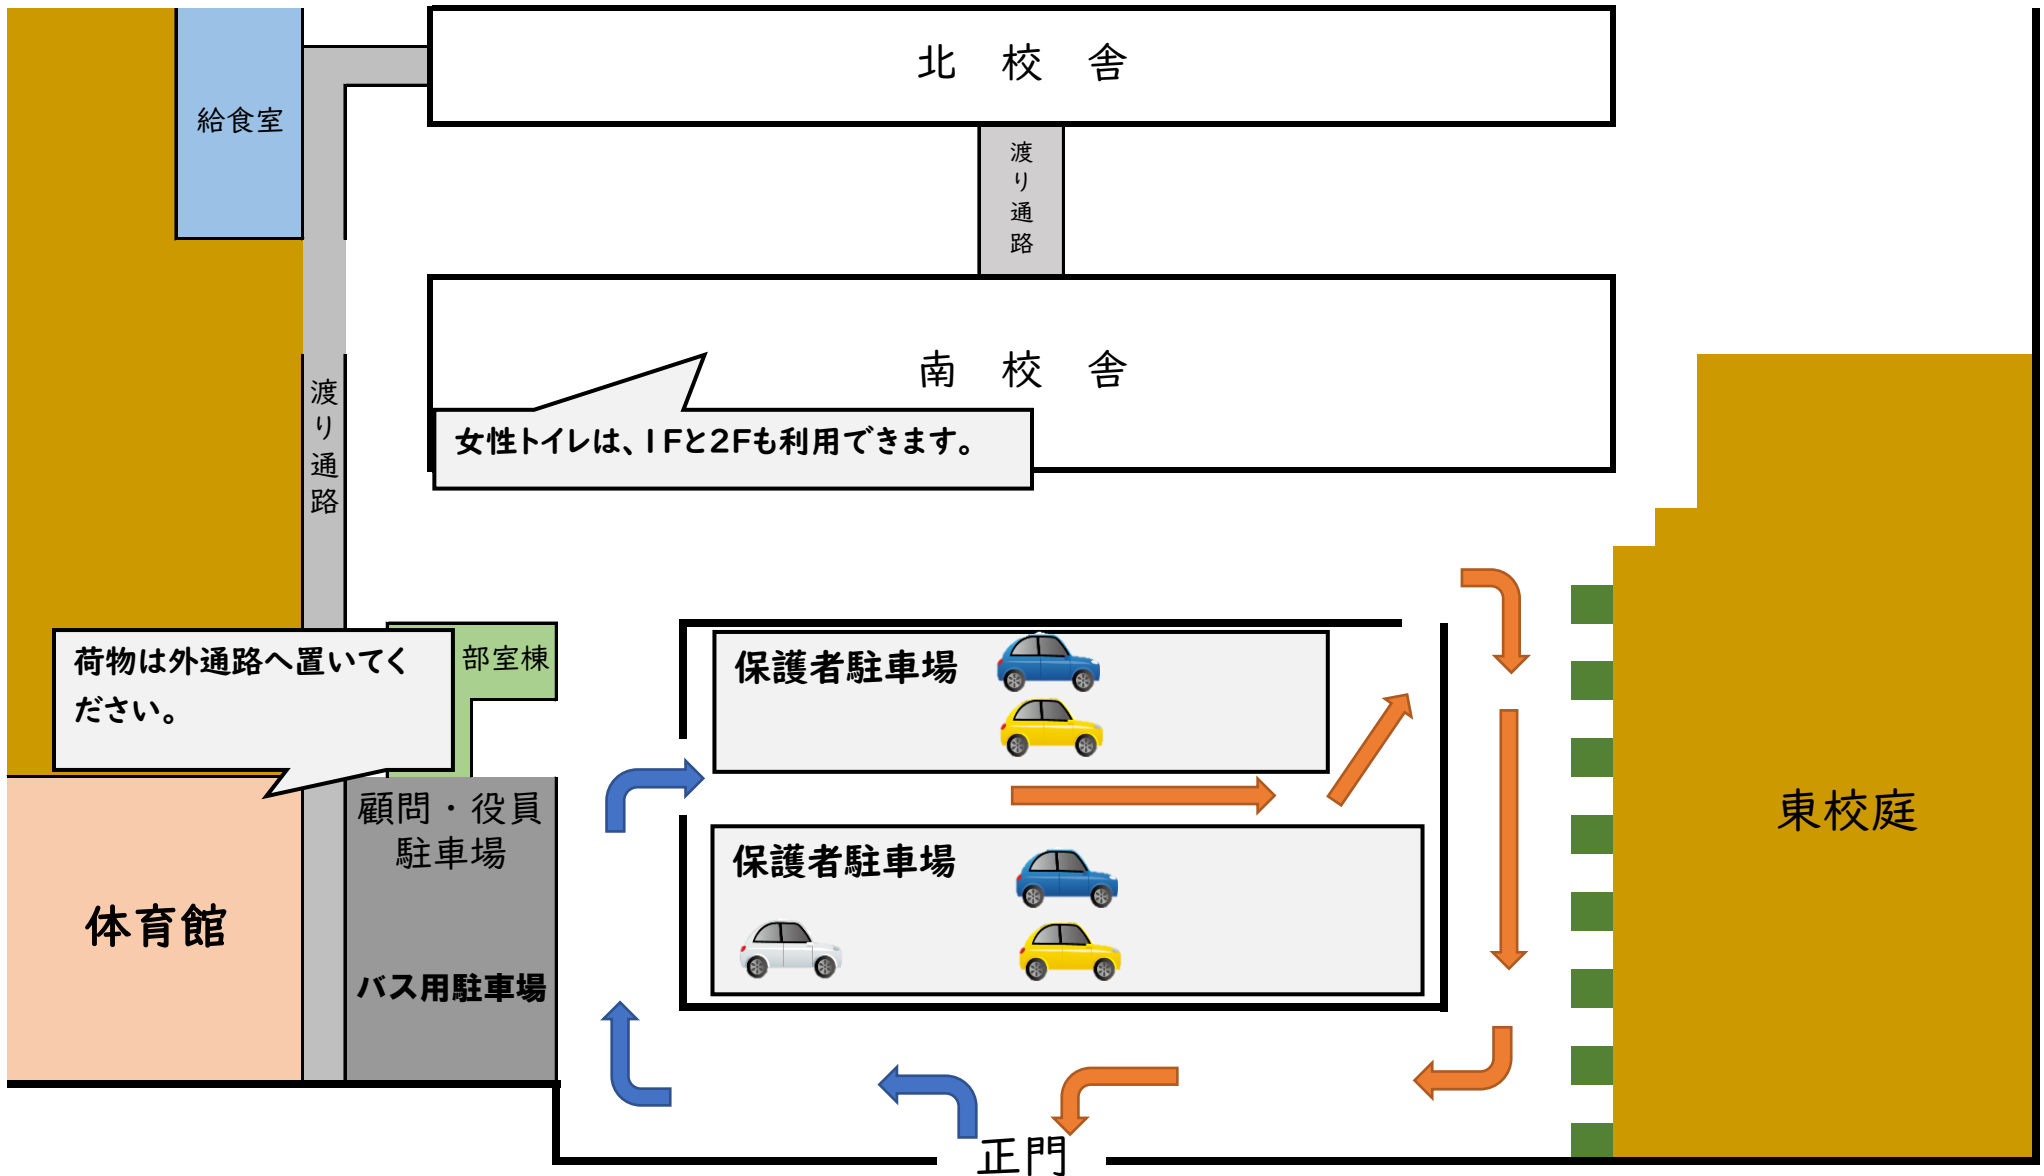 北 校 舎
給食室
渡り通路
南 校 舎
渡り通路
女性トイレは、1Fと2Fも利用できます。
荷物は外通路へ置いてく
ださい。
部室棟
保護者駐車場
顧問・役員
駐車場
保護者駐車場
東校庭
体育館
バス用駐車場
正門